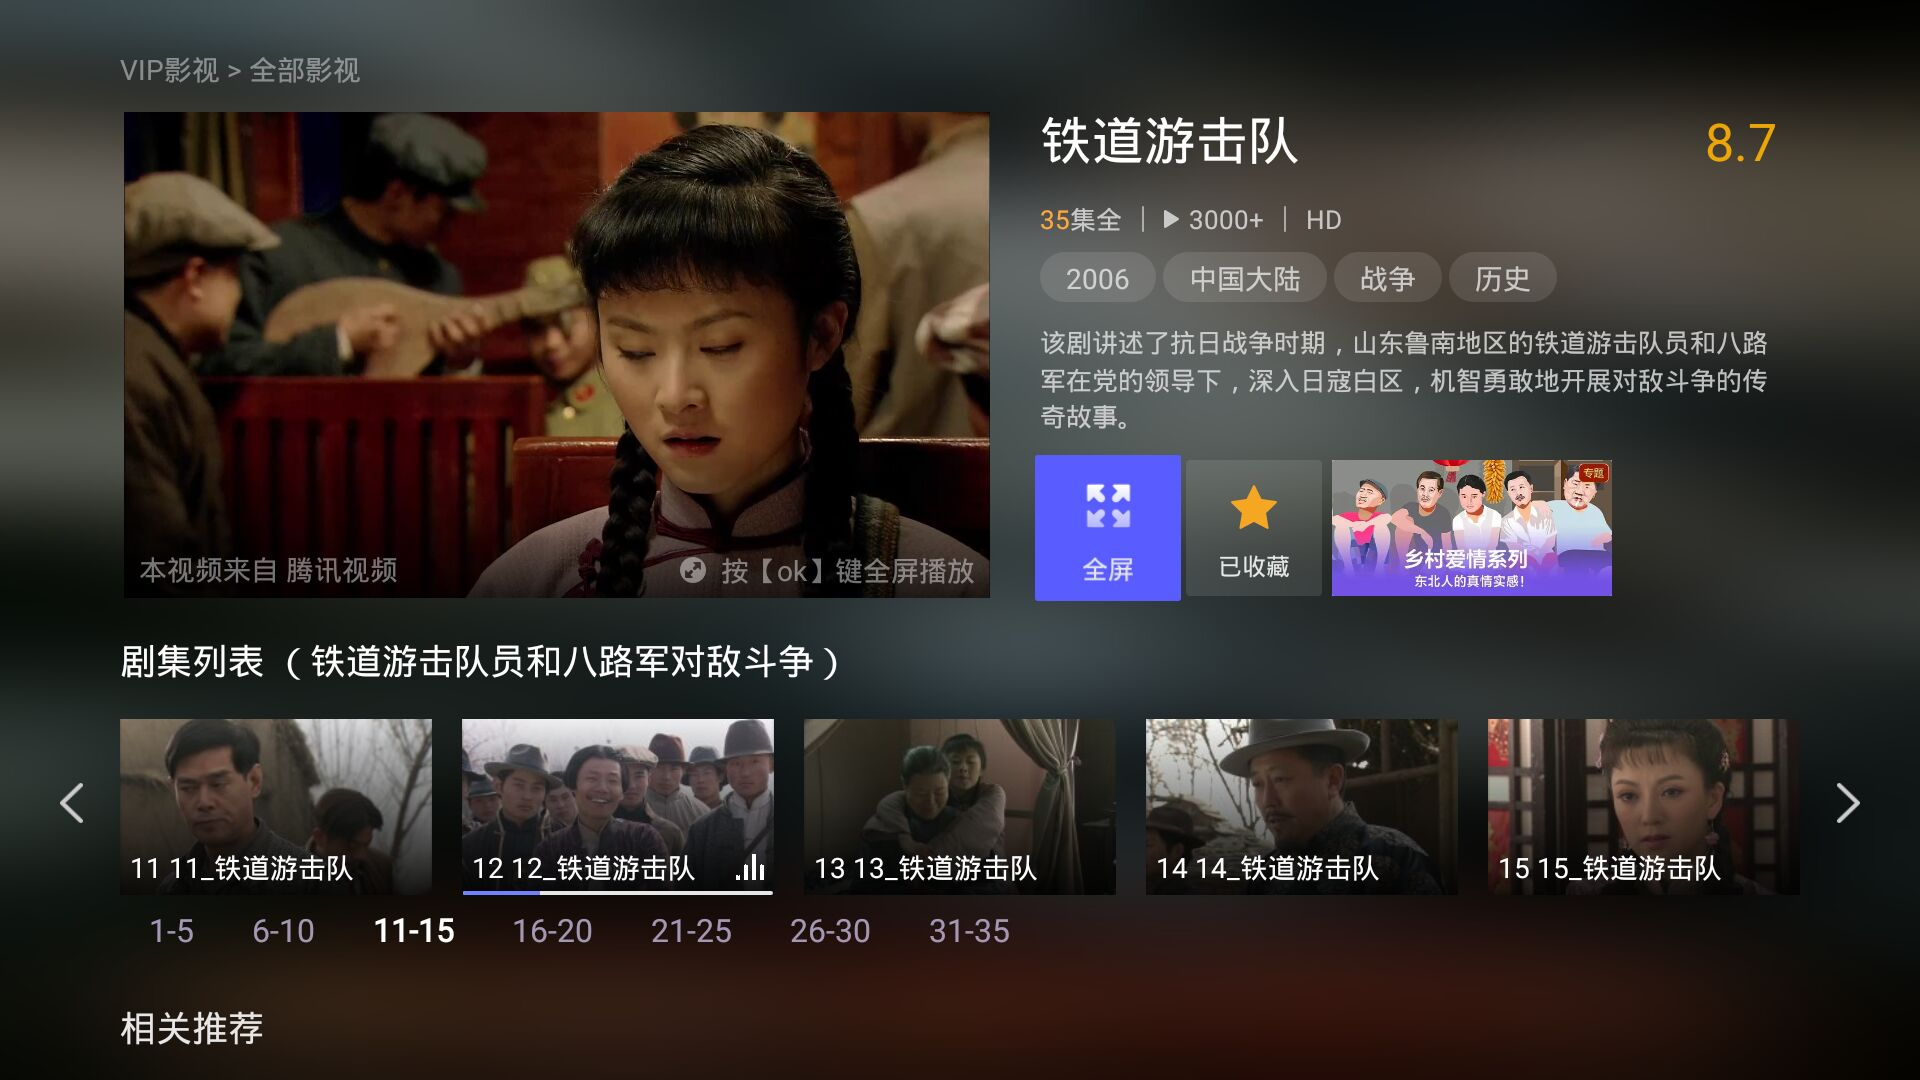 VIP影视 > 全部影视
本视频来自 腾讯视频
按【ok】键全屏播放
铁道游击队
8.7
35集全 | 3000+ | HD
2006 中国大陆 战争 历史
该剧讲述了抗日战争时期，山东鲁南地区的铁道游击队员和八路
军在党的领导下，深入日寇白区，机智勇敢地开展对敌斗争的传
奇故事。
全屏
已收藏
专题
乡村爱情系列
东北人的真情实感！
剧集列表 （铁道游击队员和八路军对敌斗争）
11 11_铁道游击队
12 12_铁道游击队
13 13_铁道游击队
14 14_铁道游击队
15 15_铁道游击队
1-5 6-10 11-15 16-20 21-25 26-30 31-35
相关推荐